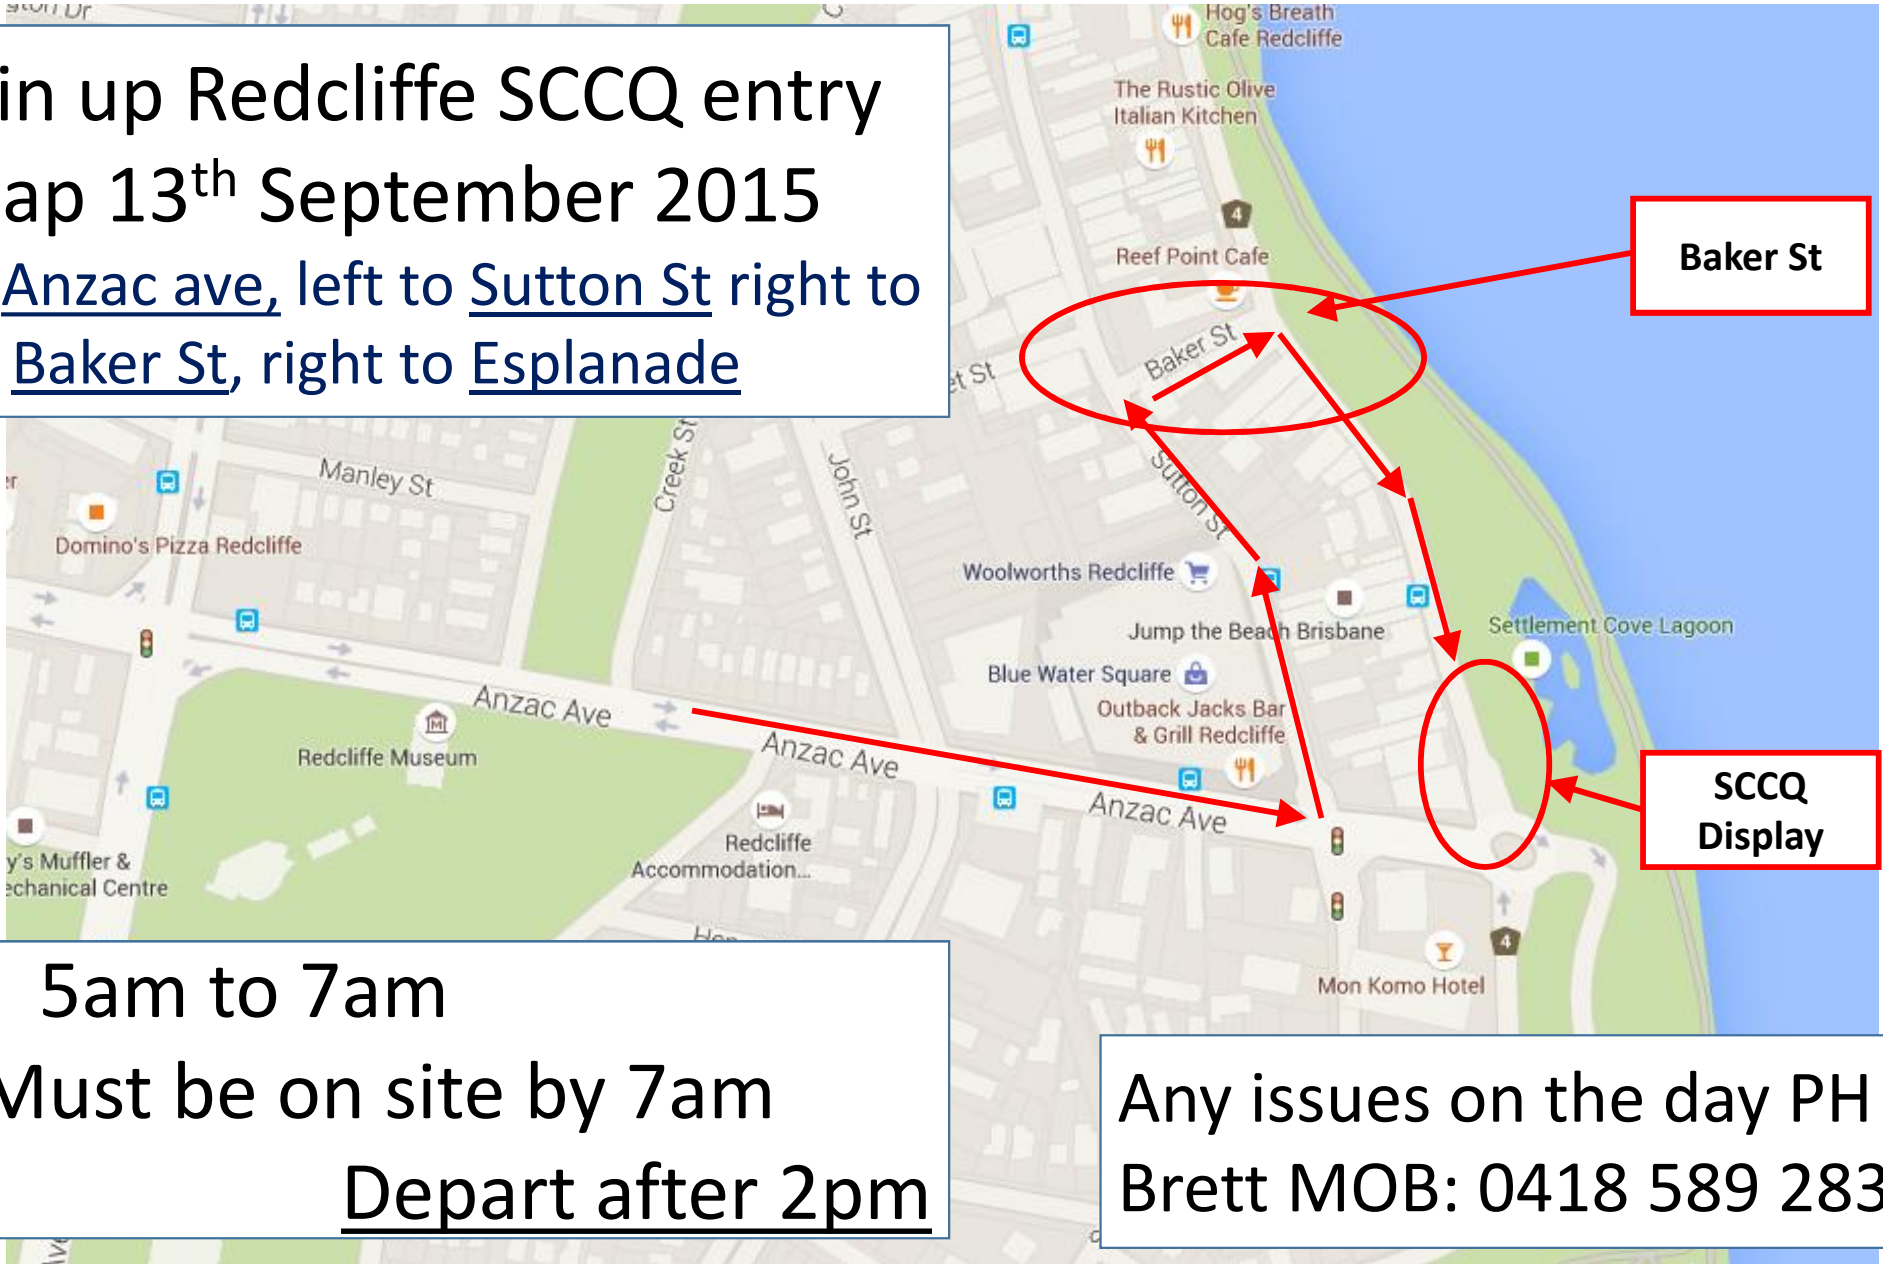 in up Redcliffe SCCQ entry
ap 13th September 2015
Anzac ave, left to Sutton St right to
Baker St, right to Esplanade
Hog's Breath
Cafe Redcliffe
The Rustic Olive
Italian Kitchen
4
Reef Point Cafe
Baker St
Baker St
Sutton St
Manley St
Creek St
John St
Domino's Pizza Redcliffe
Woolworths Redcliffe
Jump the Beach Brisbane
Settlement Cove Lagoon
Blue Water Square
Outback Jacks Bar
& Grill Redcliffe
Anzac Ave
Anzac Ave
Anzac Ave
Redcliffe Museum
M
SCCQ
Display
Redcliffe
Accommodation...
y's Muffler &
echanical Centre
4
Mon Komo Hotel
5am to 7am
Must be on site by 7am
Depart after 2pm
Any issues on the day PH
Brett MOB: 0418 589 283